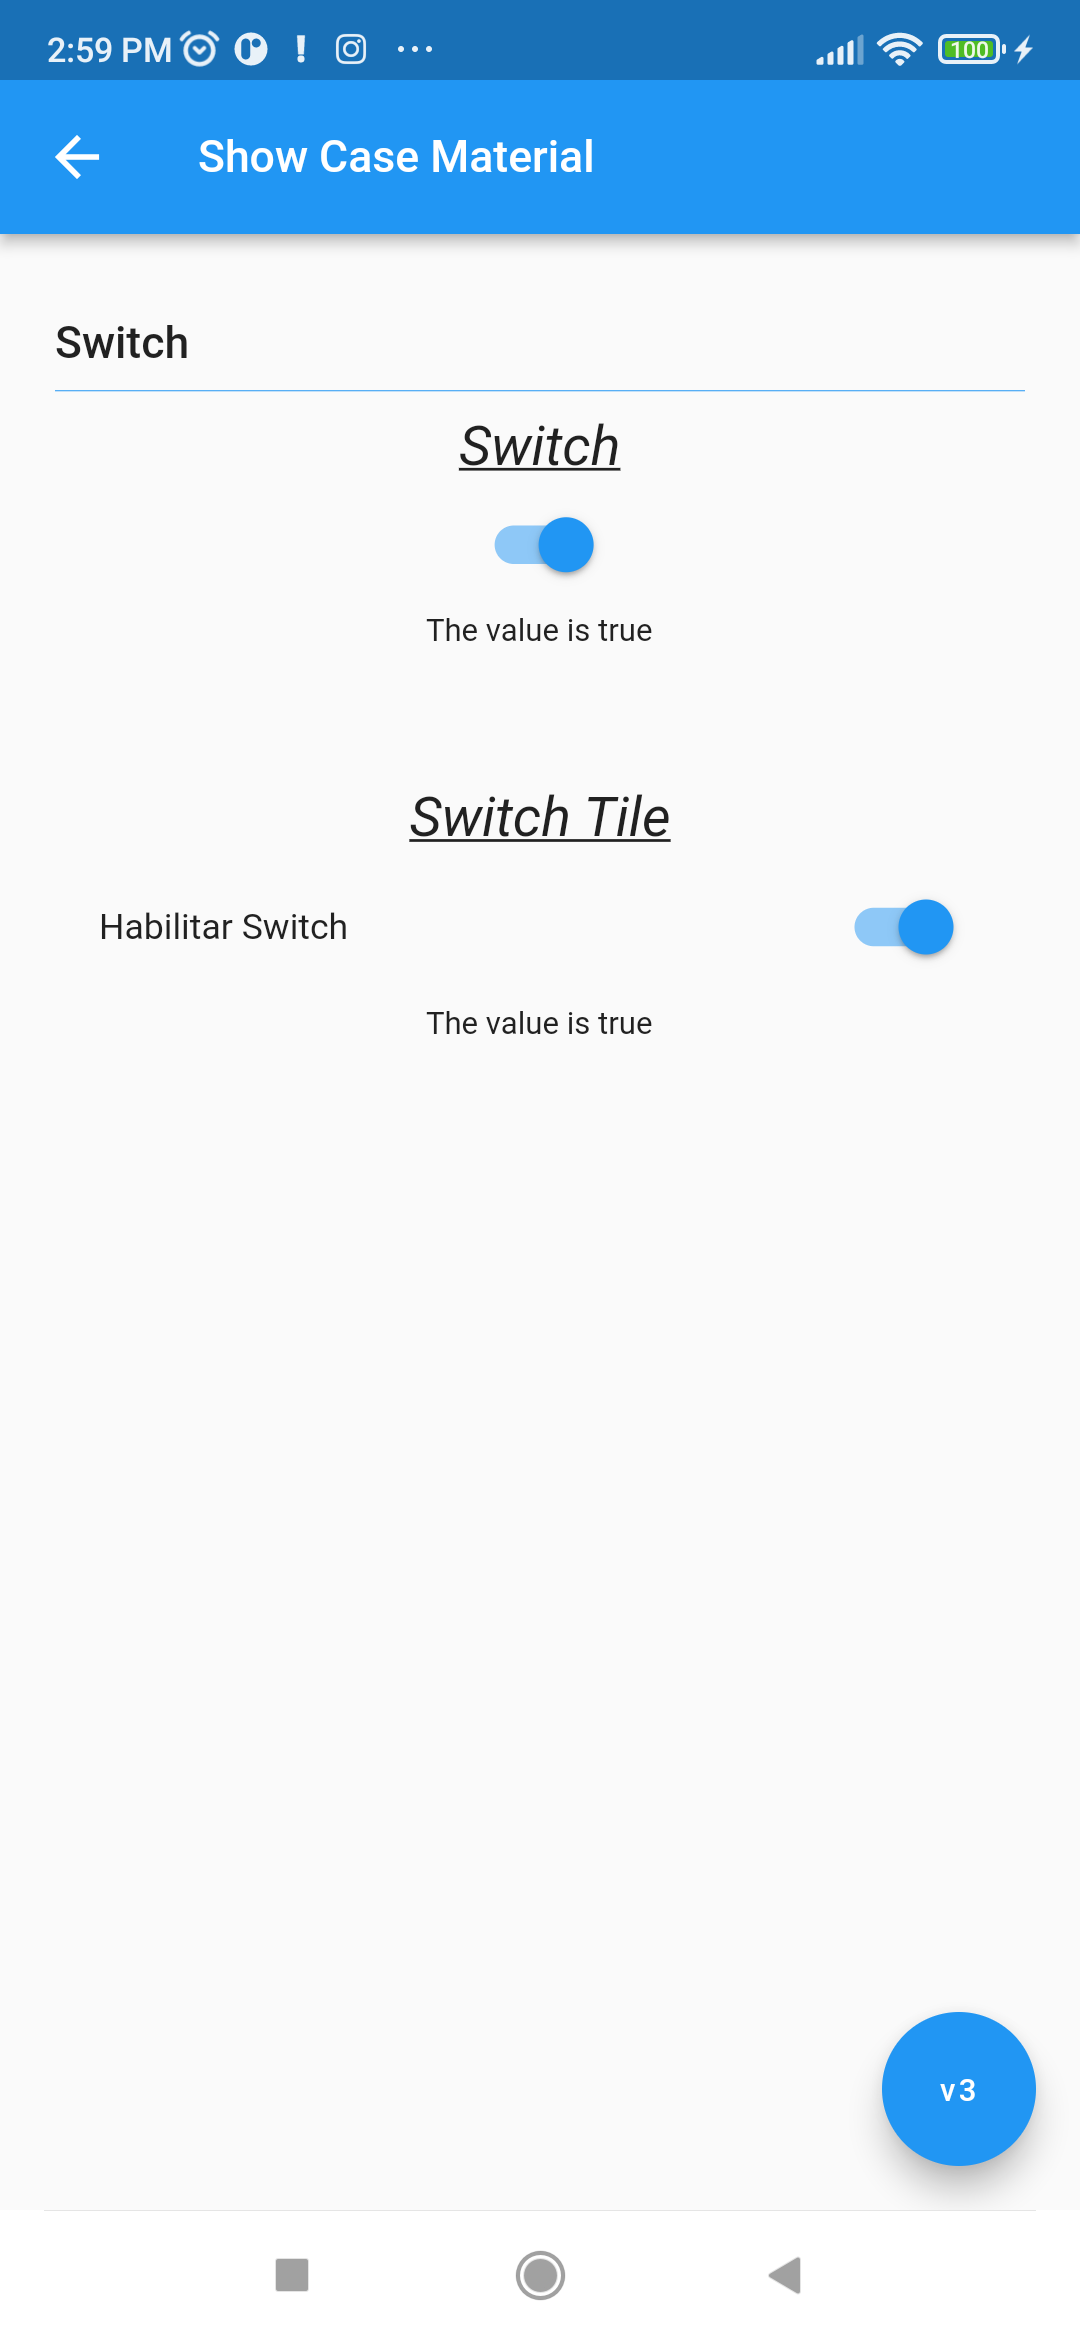 2:59 PM
100
Show Case Material
Switch
Switch
The value is true
Switch Tile
Habilitar Switch
The value is true
v3